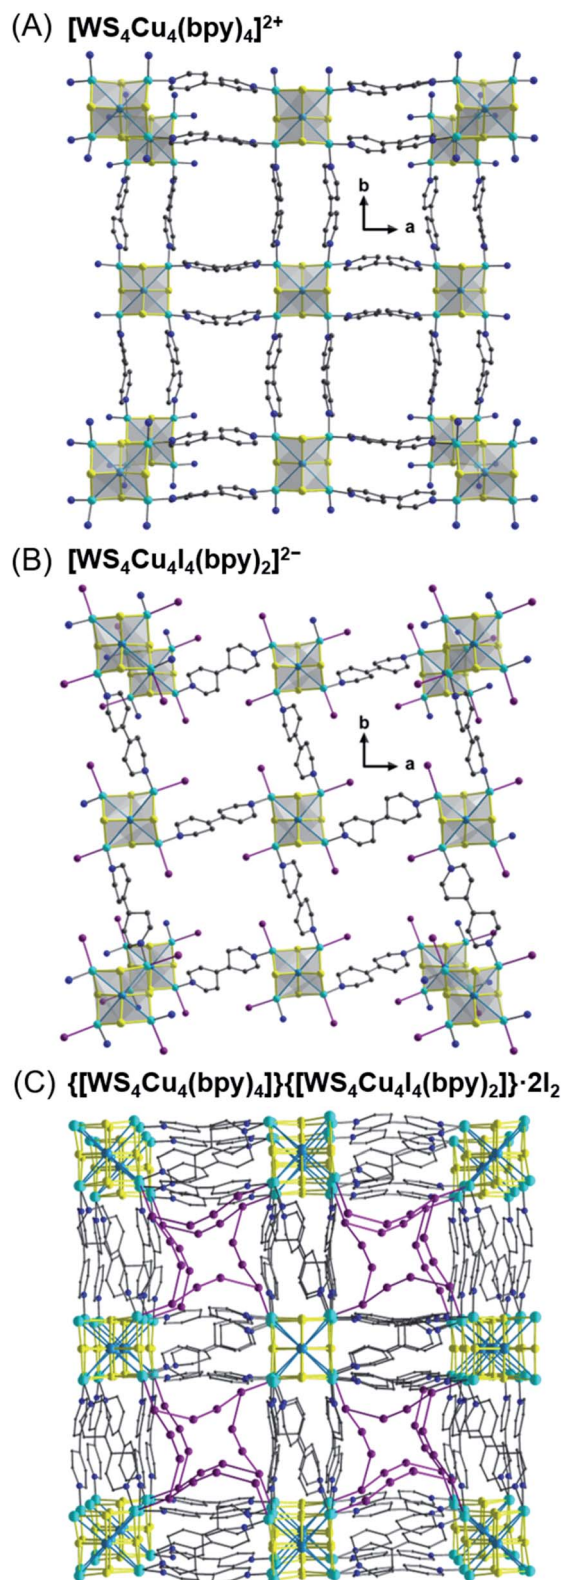 (A) [WS₄Cu₄(bpy)₄]²⁺
b
a
(B) [WS₄Cu₄I₄(bpy)₂]²⁻
b
a
(C) {[WS₄Cu₄(bpy)₄]}{[WS₄Cu₄I₄(bpy)₂]}·2I₂